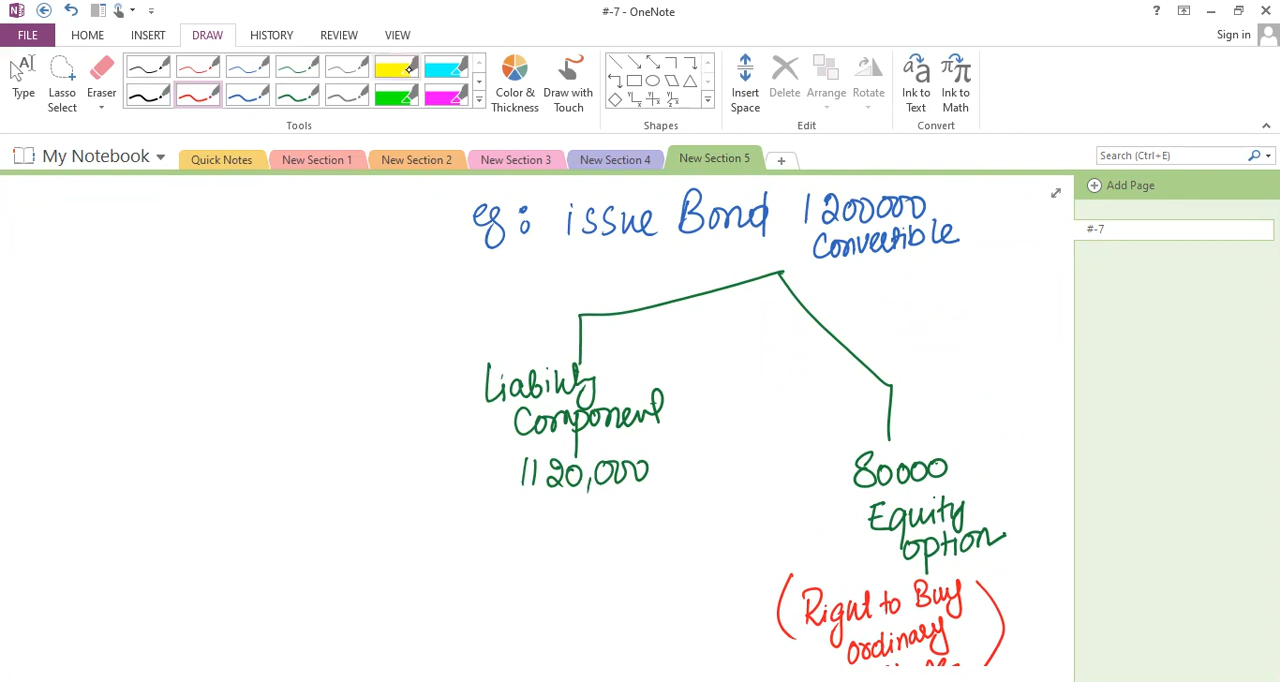 #-7 - OneNote
?
Sign in
FILE HOME INSERT DRAW HISTORY REVIEW VIEW
Type
Lasso Select
Eraser
Color & Thickness
Draw with Touch
Insert Space
Delete
Arrange
Rotate
Ink to Text
Ink to Math
Tools
Shapes
Edit
Convert
My Notebook
Quick Notes
New Section 1
New Section 2
New Section 3
New Section 4
New Section 5
Search (Ctrl+E)
Add Page
#-7
eg: issue Bond 1200000
Convertible
Liability
Component
1120,000
80000
Equity
option
(Right to Buy
ordinary
)